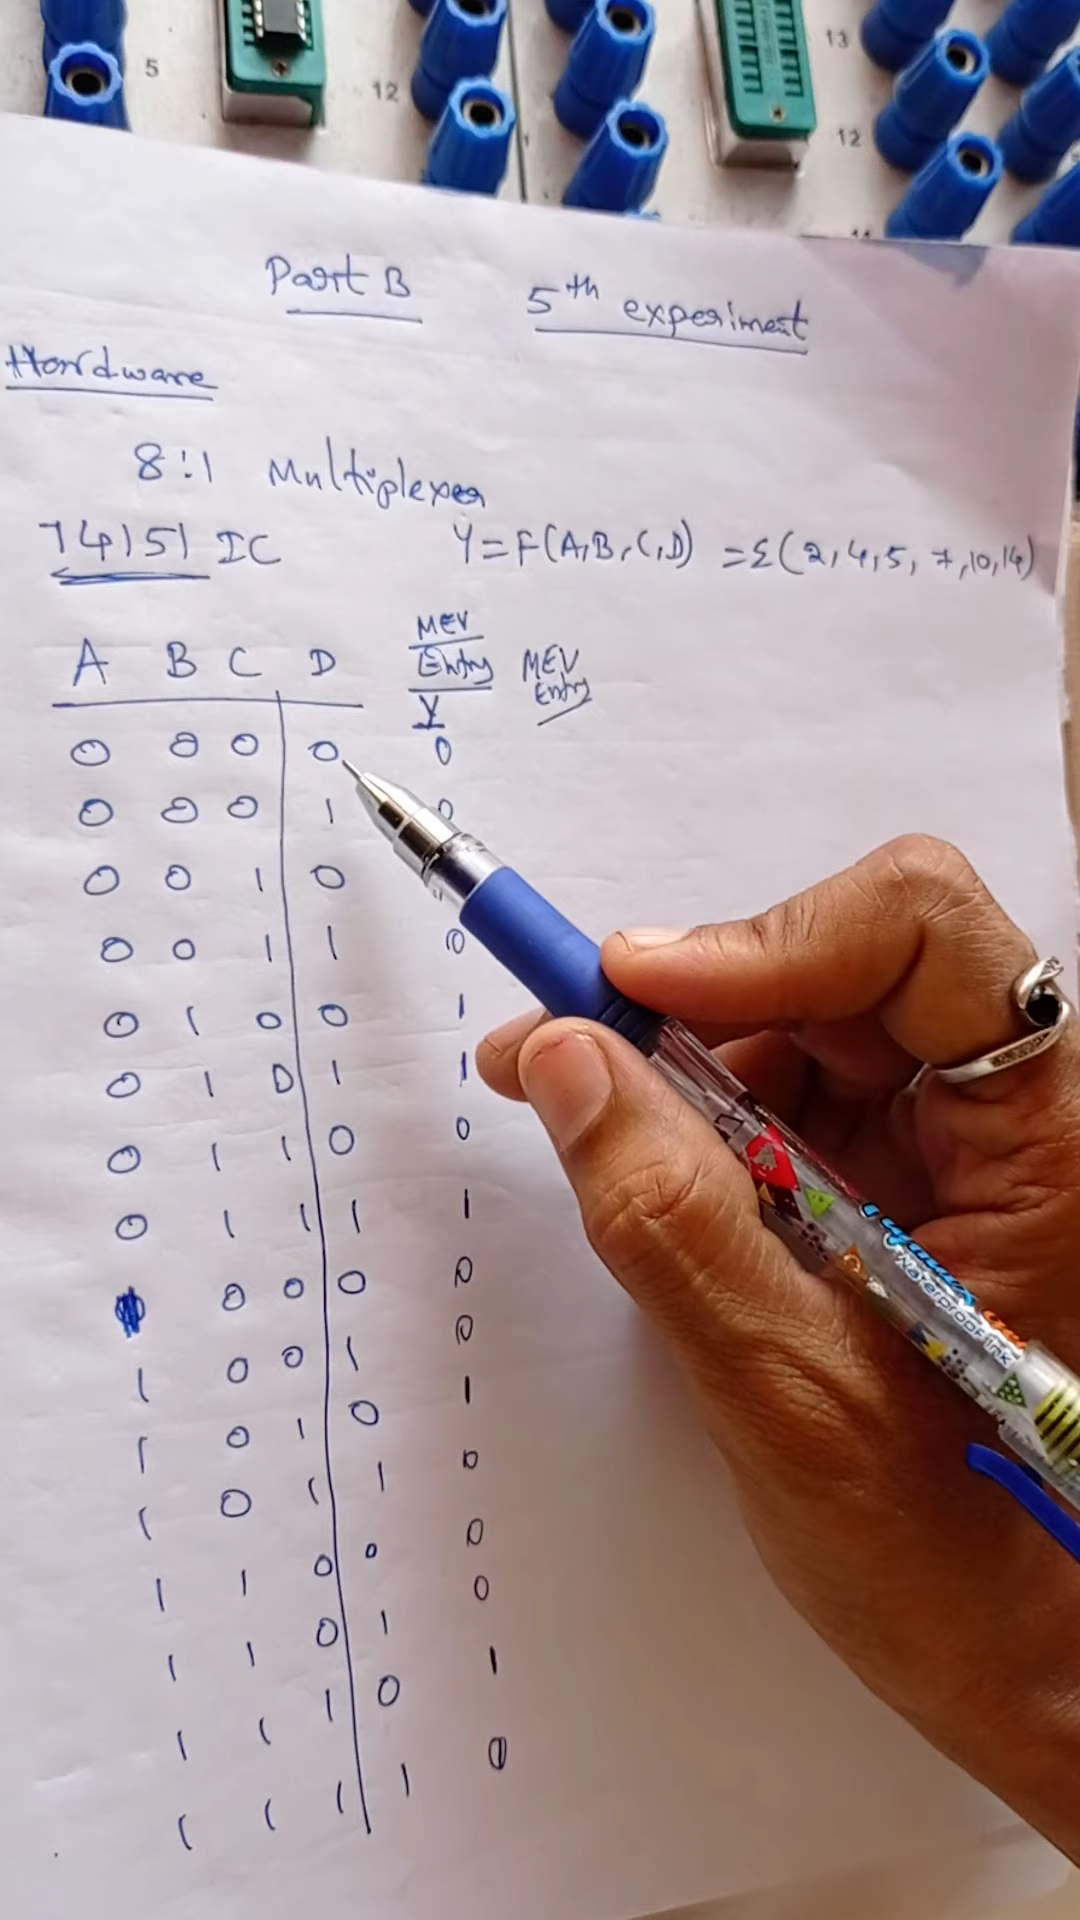 5
12
13
12
Part B 5th experiment
Hardware
8:1 Multiplexer
74151 IC Y=F(A,B,C,D) =Σ(2,4,5,7,10,14)
MEV
A B C D Entry MEV
Y Entry
0 0 0 0 0
0 0 0 1 0
0 0 1 0
0 0 1 1 0
0 1 0 0 1
0 1 0 1 1
0 1 1 0 0
0 1 1 1 1
0 0 0 0
1 0 0 1 0
1 0 1 0 1
1 0 1 1 0
1 1 0 0 0
1 1 0 1 0
1 1 1 0 1
1 1 1 1 0
Waterproof Ink